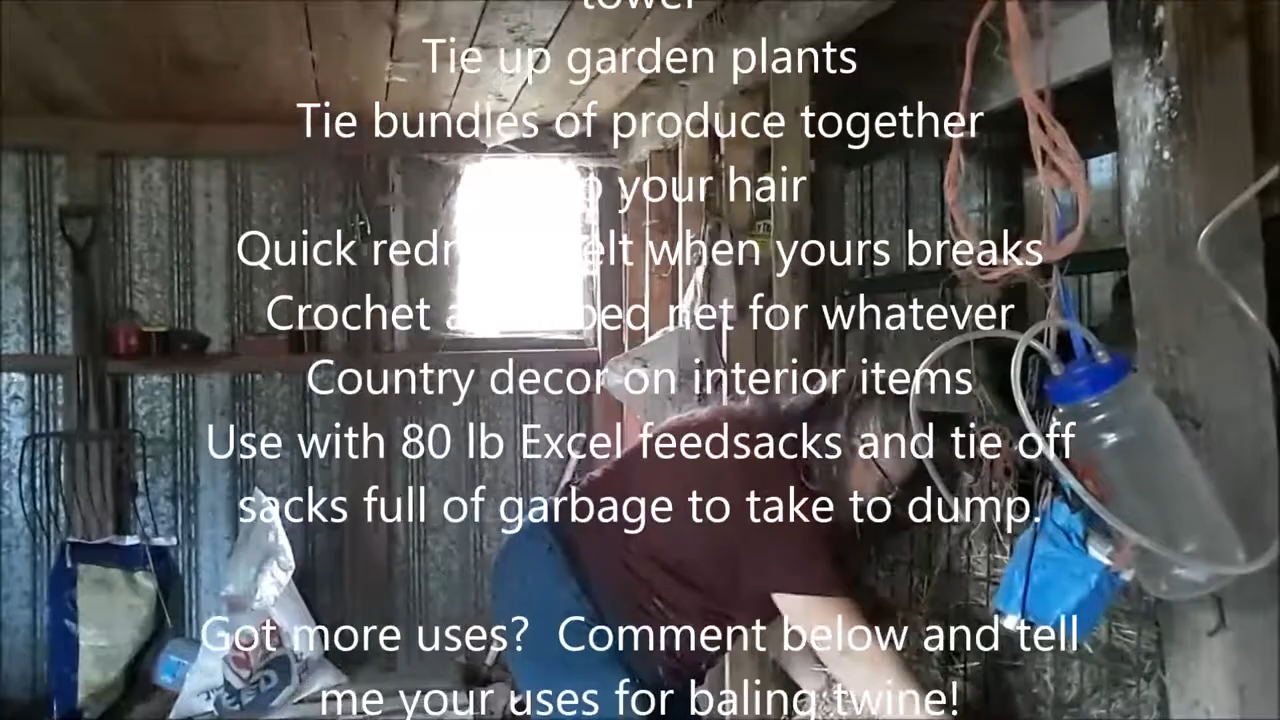 tower
Tie up garden plants
Tie bundles of produce together
your hair
Quick when yours breaks
Crochet net for whatever
Country decor on interior items
Use with 80 lb Excel feedsacks and tie off
sacks full of garbage to take to dump.
Got more uses? Comment below and tell
me your uses for baling twine!